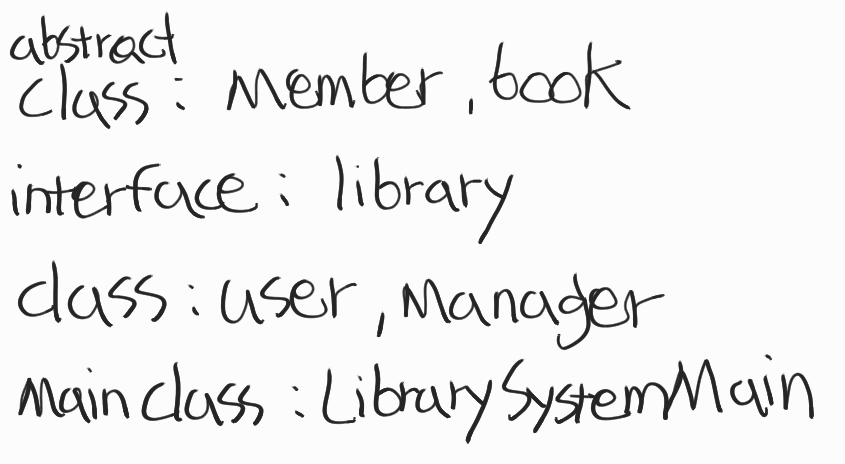 abstract
class : Member , book
interface : library
class : user , Manager
Main class : LibrarySystemMain